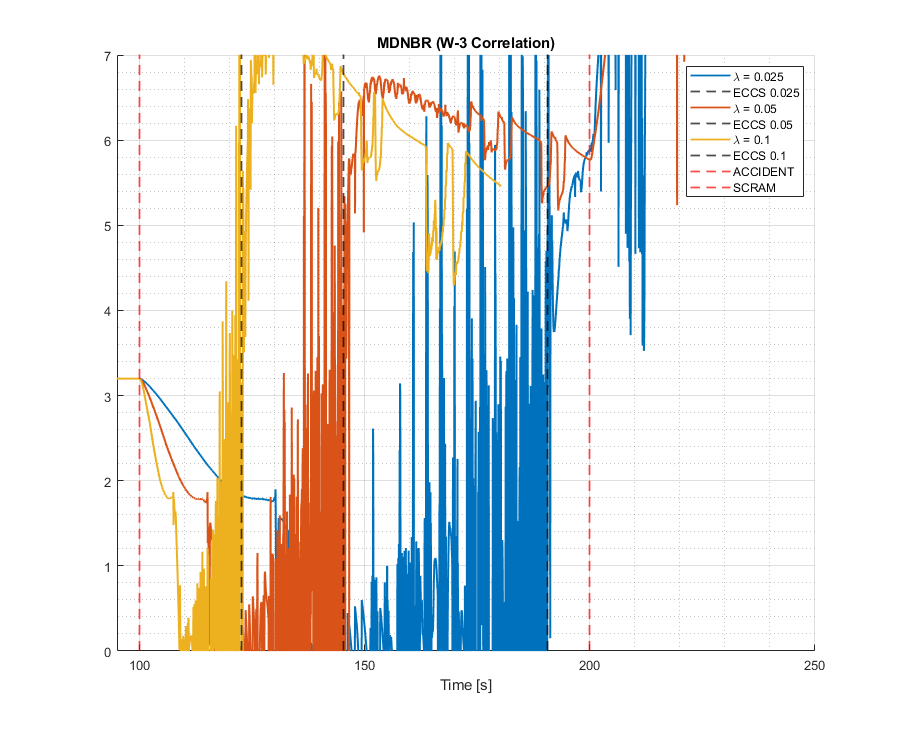 MDNBR (W-3 Correlation)
7
6
5
4
3
2
1
0
λ = 0.025
ECCS 0.025
λ = 0.05
ECCS 0.05
λ = 0.1
ECCS 0.1
ACCIDENT
SCRAM
100 150 200 250
Time [s]